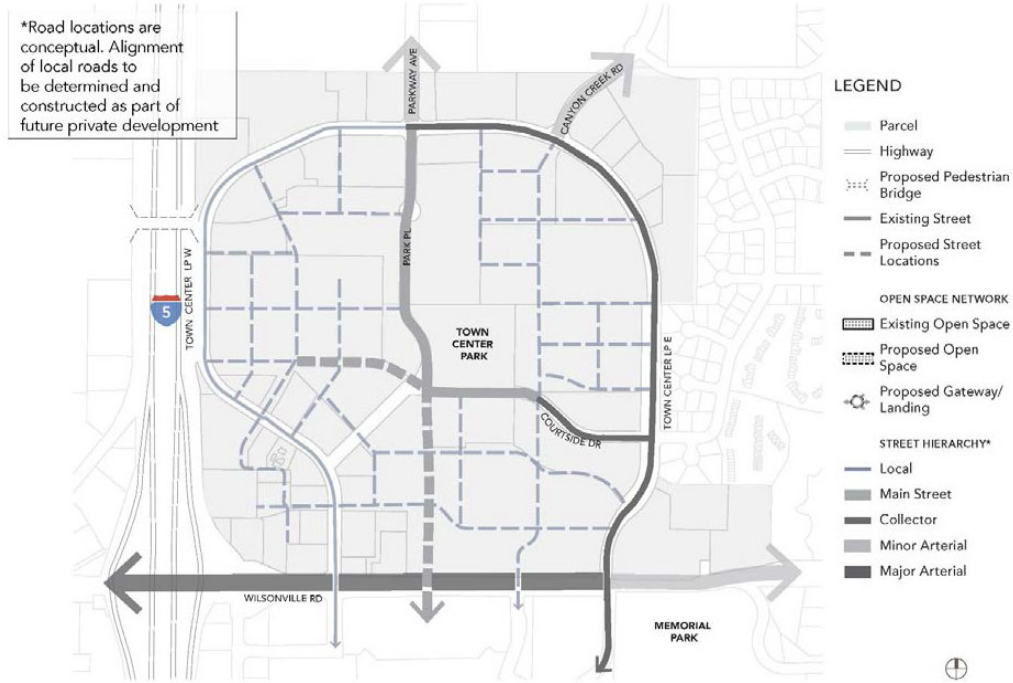 *Road locations are
conceptual. Alignment
of local roads to
be determined and
constructed as part of
future private development
PARKWAY AVE
CANYON CREEK RD
PARK PL
TOWN CENTER LP W
5
TOWN
CENTER
PARK
TOWN CENTER LP E
COURTSIDE DR
WILSONVILLE RD
MEMORIAL
PARK
LEGEND
Parcel
Highway
Proposed Pedestrian
Bridge
Existing Street
Proposed Street
Locations
OPEN SPACE NETWORK
Existing Open Space
Proposed Open
Space
Proposed Gateway/
Landing
STREET HIERARCHY*
Local
Main Street
Collector
Minor Arterial
Major Arterial